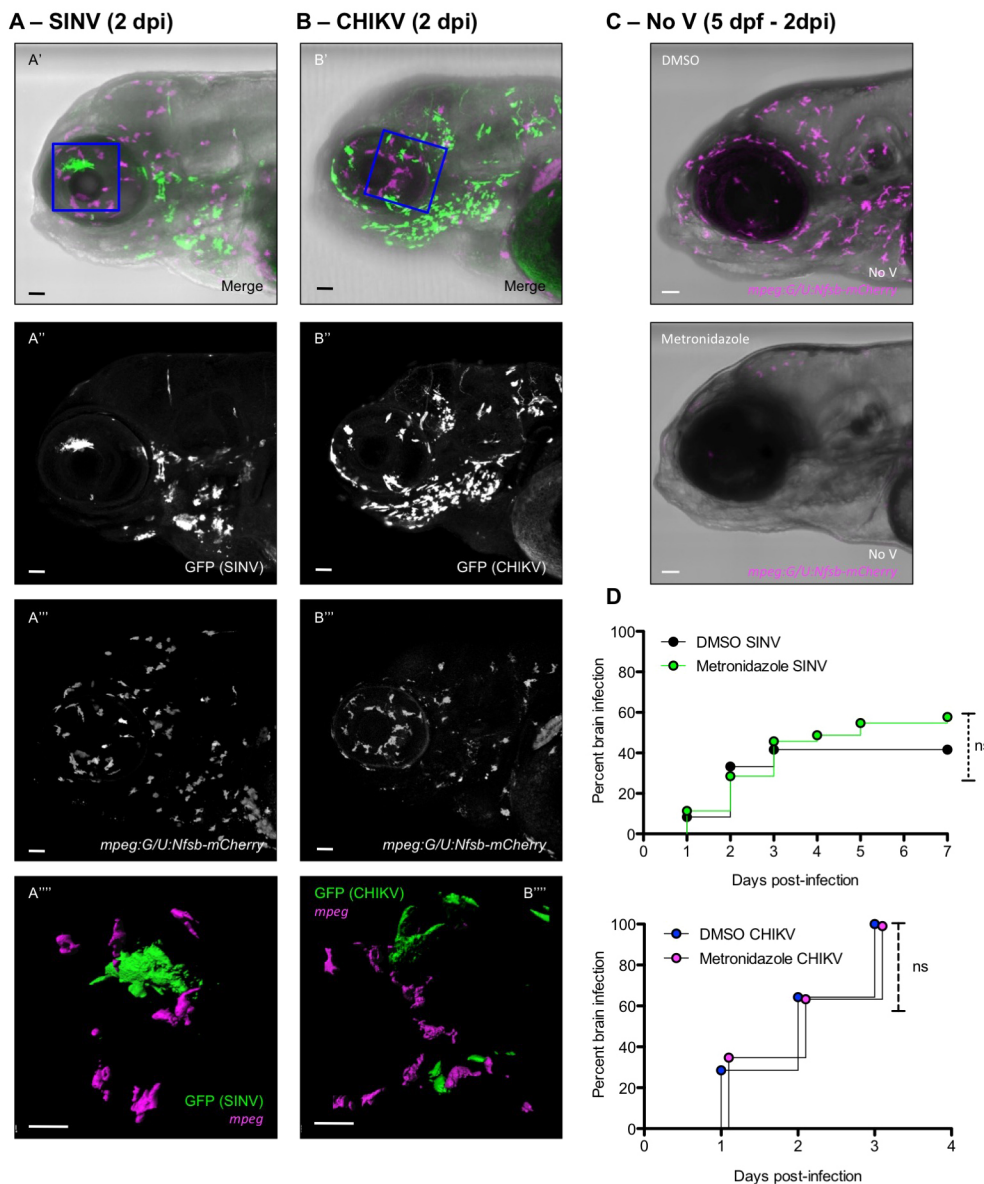 A – SINV (2 dpi)
B – CHIKV (2 dpi)
C – No V (5 dpf - 2dpi)
A'
Merge
B'
Merge
DMSO
No V
mpeg:G/U:Nfsb-mCherry
A''
GFP (SINV)
B''
GFP (CHIKV)
Metronidazole
No V
mpeg:G/U:Nfsb-mCherry
A'''
mpeg:G/U:Nfsb-mCherry
B'''
mpeg:G/U:Nfsb-mCherry
A''''
GFP (SINV)
mpeg
GFP (CHIKV)
mpeg
B''''
D
DMSO SINV
Metronidazole SINV
Percent brain infection
100
80
60
40
20
0
0 1 2 3 4 5 6 7
Days post-infection
ns
DMSO CHIKV
Metronidazole CHIKV
Percent brain infection
100
80
60
40
20
0
0 1 2 3 4
Days post-infection
ns